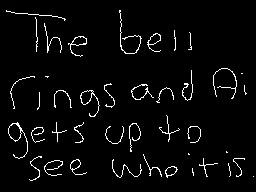 The bell
rings and Ai
gets up to
see who it is.